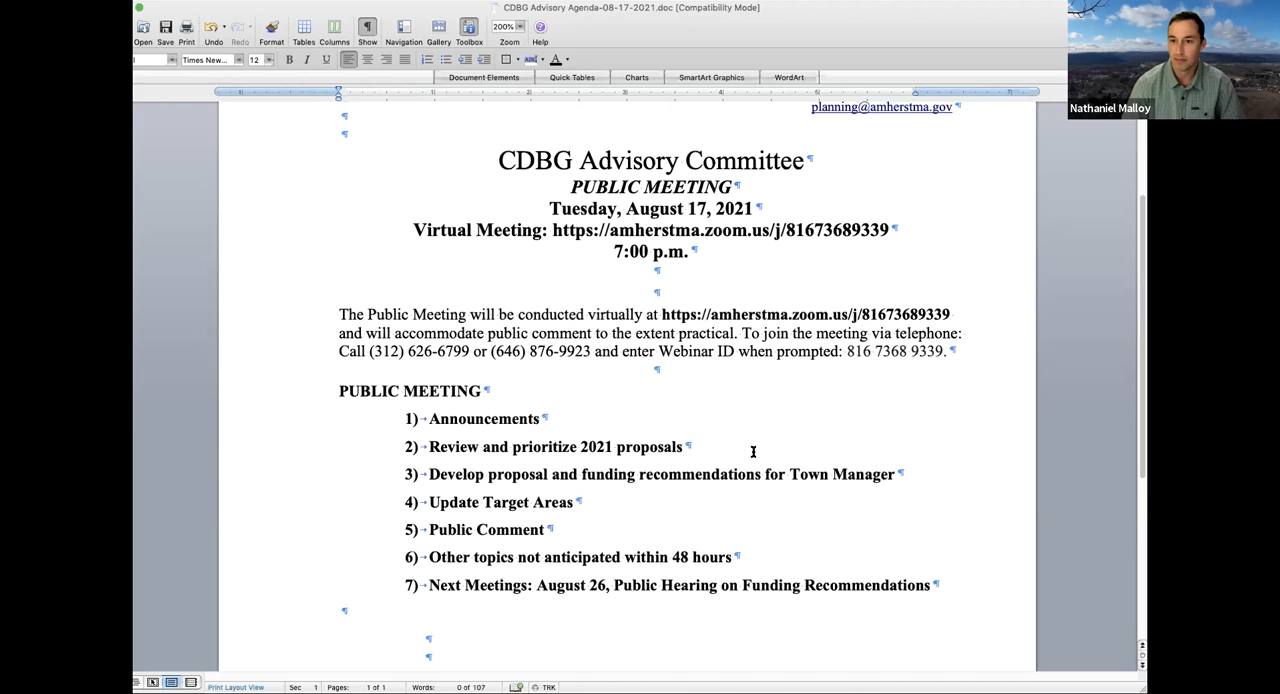 CDBG Advisory Agenda-08-17-2021.doc [Compatibility Mode]
Open Save Print Undo Redo Format Tables Columns Show Navigation Gallery Toolbox Zoom Help
200%
Times New... 12 B I U
Document Elements Quick Tables Charts SmartArt Graphics WordArt
Nathaniel Malloy
planning@amherstma.gov
CDBG Advisory Committee
PUBLIC MEETING
Tuesday, August 17, 2021
Virtual Meeting: https://amherstma.zoom.us/j/81673689339
7:00 p.m.
The Public Meeting will be conducted virtually at https://amherstma.zoom.us/j/81673689339
and will accommodate public comment to the extent practical. To join the meeting via telephone:
Call (312) 626-6799 or (646) 876-9923 and enter Webinar ID when prompted: 816 7368 9339.
PUBLIC MEETING
1) Announcements
2) Review and prioritize 2021 proposals
3) Develop proposal and funding recommendations for Town Manager
4) Update Target Areas
5) Public Comment
6) Other topics not anticipated within 48 hours
7) Next Meetings: August 26, Public Hearing on Funding Recommendations
Print Layout View Sec 1 Pages: 1 of 1 Words: 0 of 107 TRK